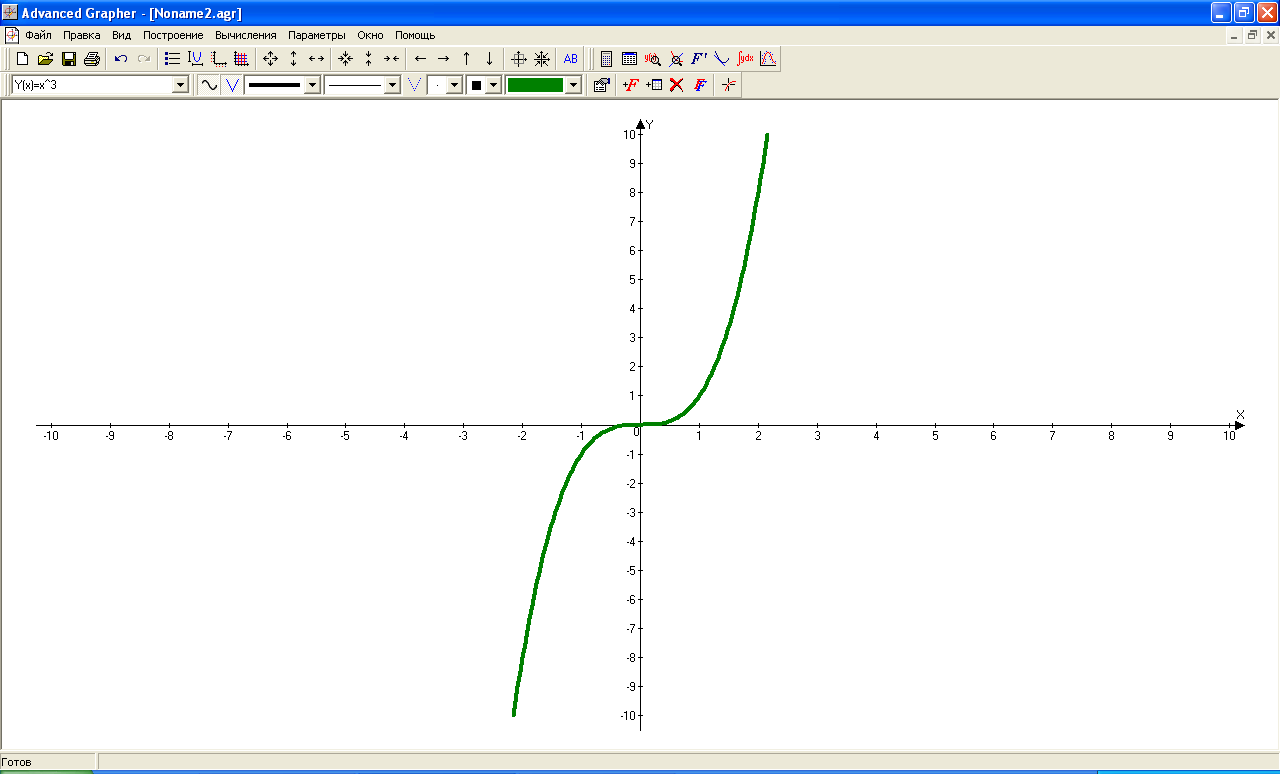 Advanced Grapher - [Noname2.agr]
Файл Правка Вид Построение Вычисления Параметры Окно Помощь
AB y(x) F' ∫ydx
Y(x)=x^3 F F
Y
10
9
8
7
6
5
4
3
2
1
X
-10 -9 -8 -7 -6 -5 -4 -3 -2 -1 0 1 2 3 4 5 6 7 8 9 10
-1
-2
-3
-4
-5
-6
-7
-8
-9
-10
Готов